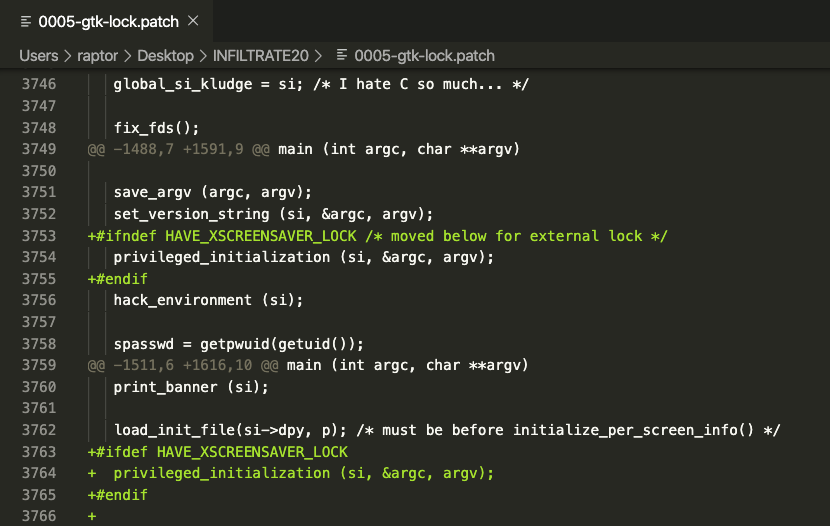 0005-gtk-lock.patch ×
Users > raptor > Desktop > INFILTRATE20 > 0005-gtk-lock.patch
3746 global_si_kludge = si; /* I hate C so much... */
3747
3748 fix_fds();
3749 @@ -1488,7 +1591,9 @@ main (int argc, char **argv)
3750
3751 save_argv (argc, argv);
3752 set_version_string (si, &argc, argv);
3753 +#ifndef HAVE_XSCREENSAVER_LOCK /* moved below for external lock */
3754 privileged_initialization (si, &argc, argv);
3755 +#endif
3756 hack_environment (si);
3757
3758 spasswd = getpwuid(getuid());
3759 @@ -1511,6 +1616,10 @@ main (int argc, char **argv)
3760 print_banner (si);
3761
3762 load_init_file(si->dpy, p); /* must be before initialize_per_screen_info() */
3763 +#ifdef HAVE_XSCREENSAVER_LOCK
3764 + privileged_initialization (si, &argc, argv);
3765 +#endif
3766 +